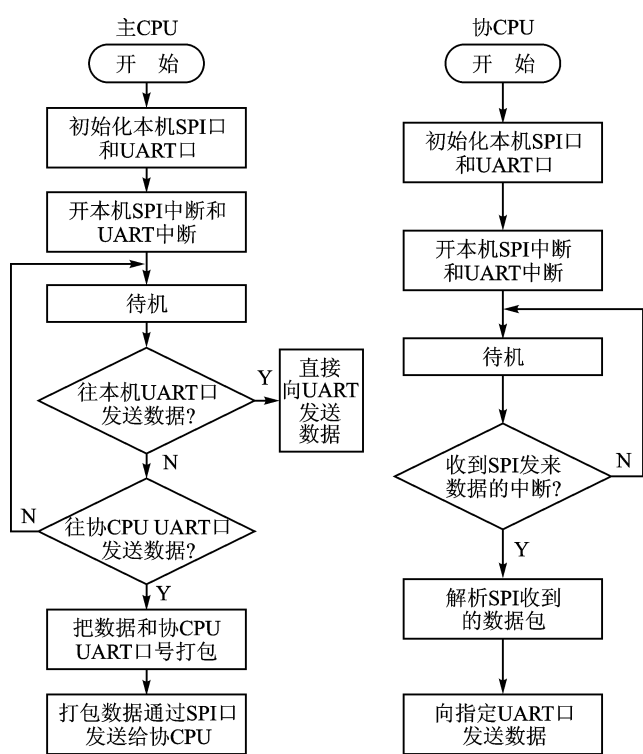 主CPU
开 始
初始化本机SPI口
和UART口
开本机SPI中断和
UART中断
待机
往本机UART口
发送数据?
Y
直接
向UART
发送
数据
N
往协CPU UART口
发送数据?
N
Y
把数据和协CPU
UART口号打包
打包数据通过SPI口
发送给协CPU
协CPU
开 始
初始化本机SPI口
和UART口
开本机SPI中断
和UART中断
待机
收到SPI发来
数据的中断?
N
Y
解析SPI收到
的数据包
向指定UART口
发送数据